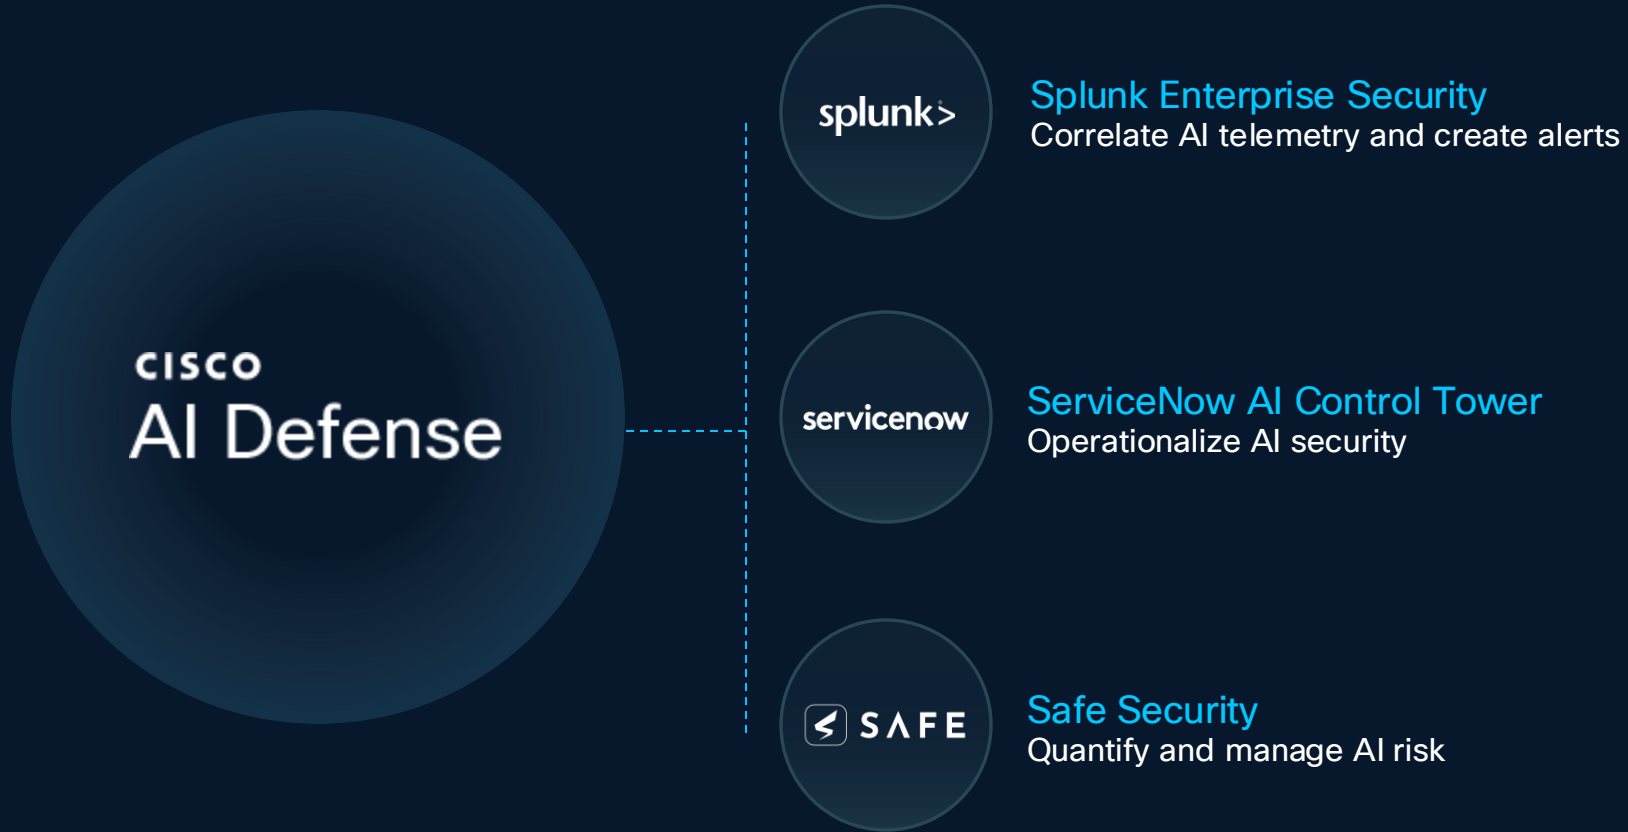 CISCO
AI Defense
splunk>
Splunk Enterprise Security
Correlate AI telemetry and create alerts
servicenow
ServiceNow AI Control Tower
Operationalize AI security
SAFE
Safe Security
Quantify and manage AI risk